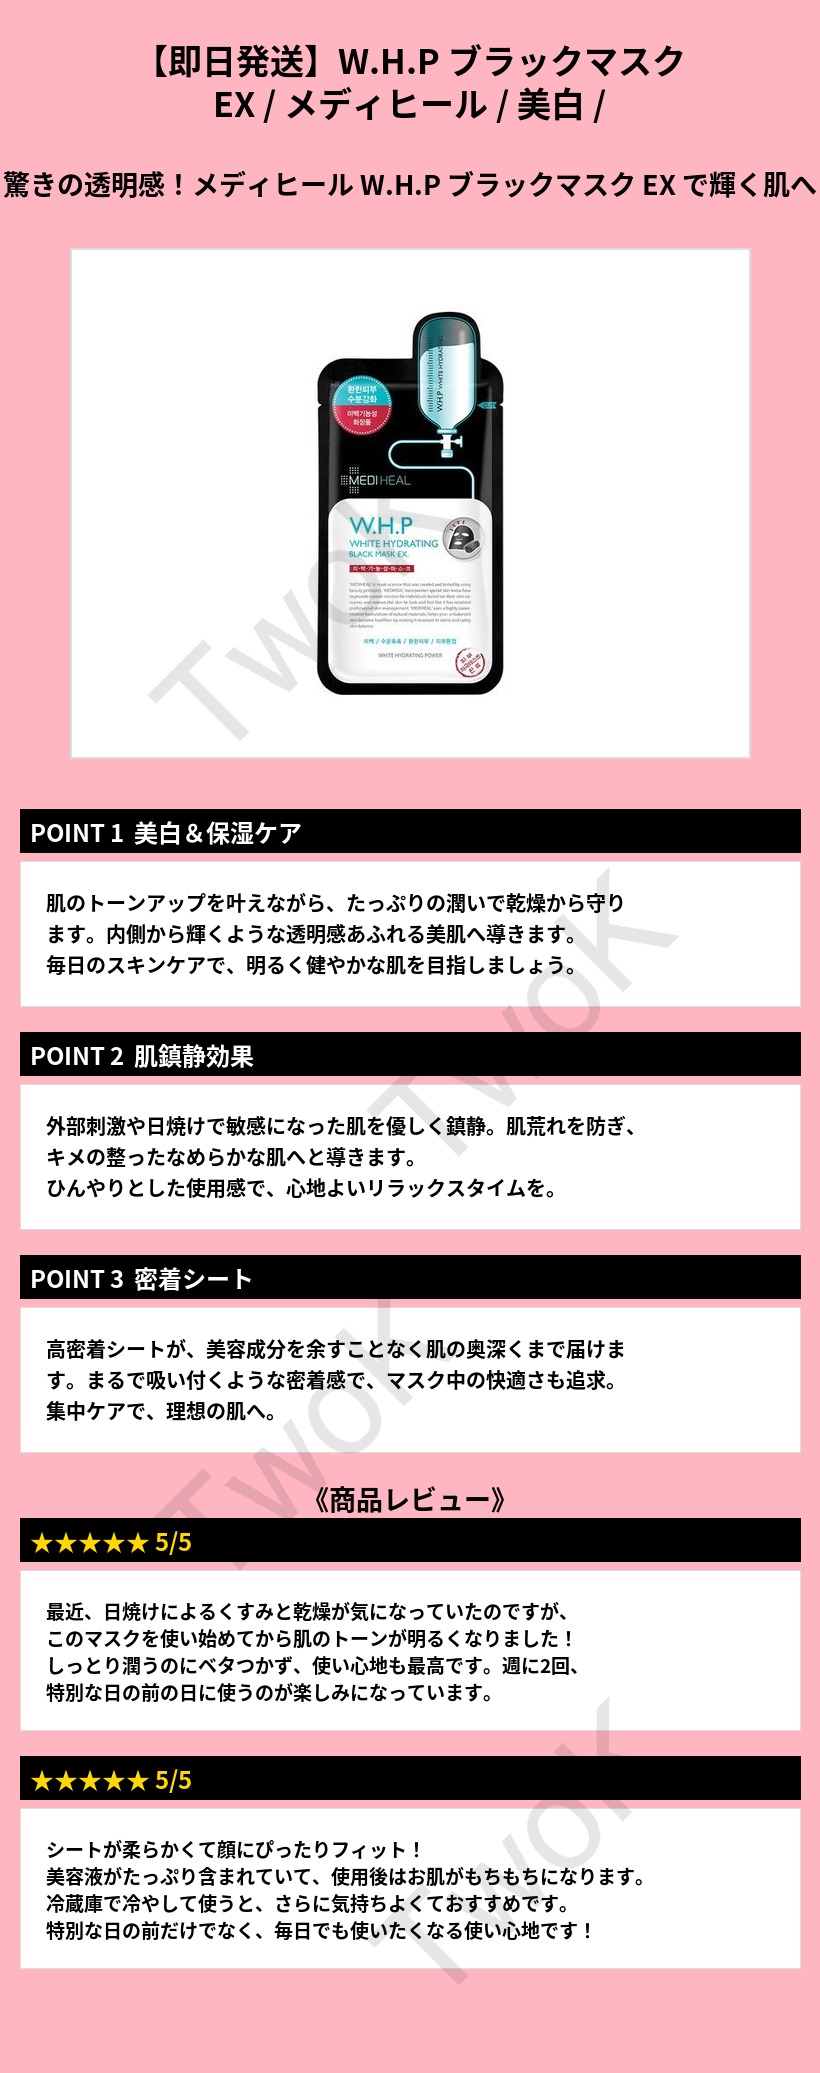 【即日発送】W.H.P ブラックマスク
EX / メディヒール / 美白 /
驚きの透明感！メディヒール W.H.P ブラックマスク EX で輝く肌へ
W.H.P WHITE HYDRATING
환한피부
수분강화
미백기능성
화장품
MEDIHEAL
W.H.P
WHITE HYDRATING
BLACK MASK EX.
미·백·기·능·성·마·스·크
미백 / 수분촉촉 / 환한피부 / 피부톤업
WHITE HYDRATING POWER
TwoK
POINT 1 美白＆保湿ケア
肌のトーンアップを叶えながら、たっぷりの潤いで乾燥から守り
ます。内側から輝くような透明感あふれる美肌へ導きます。
毎日のスキンケアで、明るく健やかな肌を目指しましょう。
TwoK
POINT 2 肌鎮静効果
外部刺激や日焼けで敏感になった肌を優しく鎮静。肌荒れを防ぎ、
キメの整ったなめらかな肌へと導きます。
ひんやりとした使用感で、心地よいリラックスタイムを。
POINT 3 密着シート
高密着シートが、美容成分を余すことなく肌の奥深くまで届けま
す。まるで吸い付くような密着感で、マスク中の快適さも追求。
集中ケアで、理想の肌へ。
TwoK
《商品レビュー》
★★★★★ 5/5
最近、日焼けによるくすみと乾燥が気になっていたのですが、
このマスクを使い始めてから肌のトーンが明るくなりました！
しっとり潤うのにベタつかず、使い心地も最高です。週に2回、
特別な日の前の日に使うのが楽しみになっています。
★★★★★ 5/5
シートが柔らかくて顔にぴったりフィット！
美容液がたっぷり含まれていて、使用後はお肌がもちもちになります。
冷蔵庫で冷やして使うと、さらに気持ちよくておすすめです。
特別な日の前だけでなく、毎日でも使いたくなる使い心地です！
TwoK